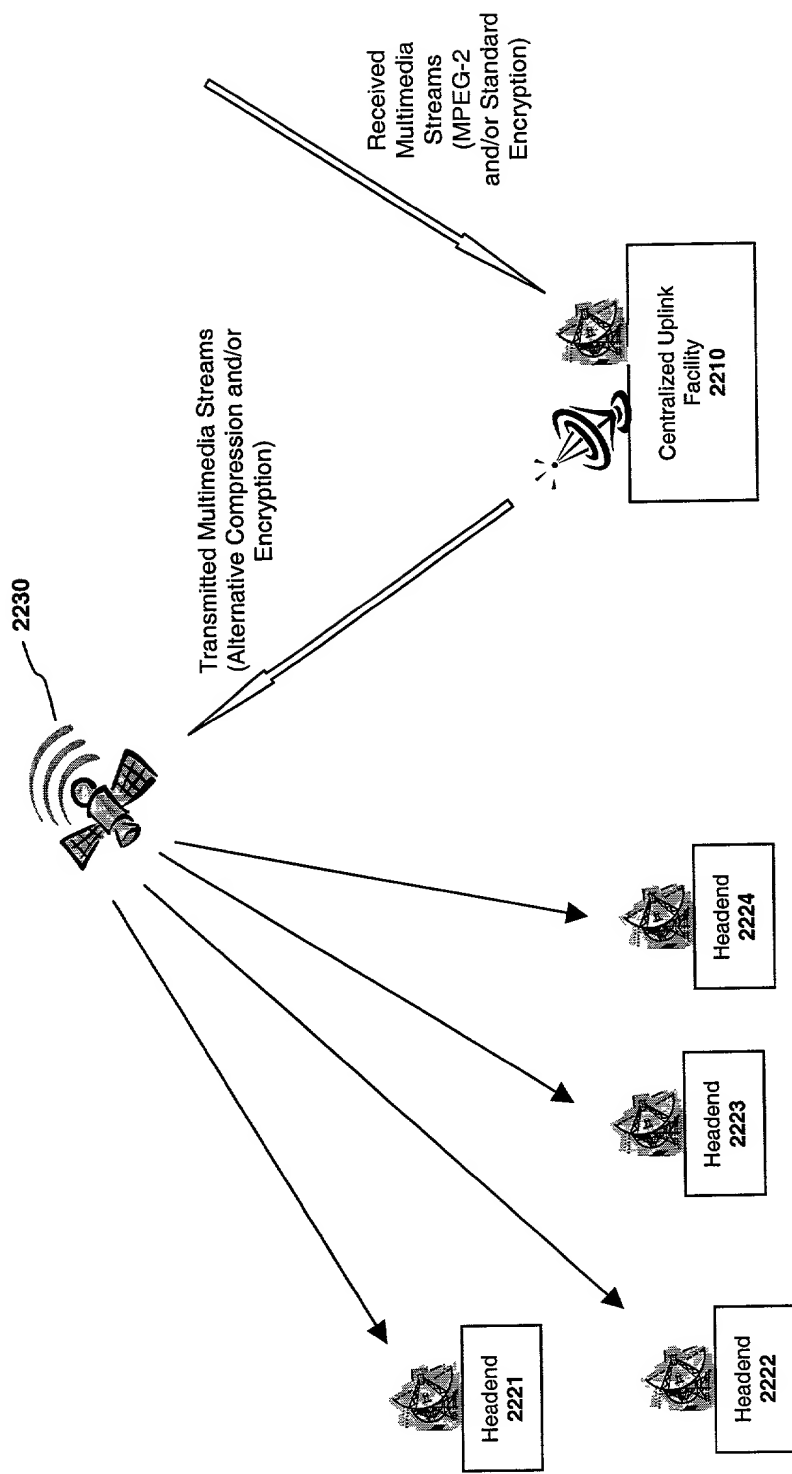 2230
Received
Multimedia
Streams
(MPEG-2
and/or Standard
Encryption)
Transmitted Multimedia Streams
(Alternative Compression and/or
Encryption)
Centralized Uplink
Facility
2210
Headend
2221
Headend
2222
Headend
2223
Headend
2224